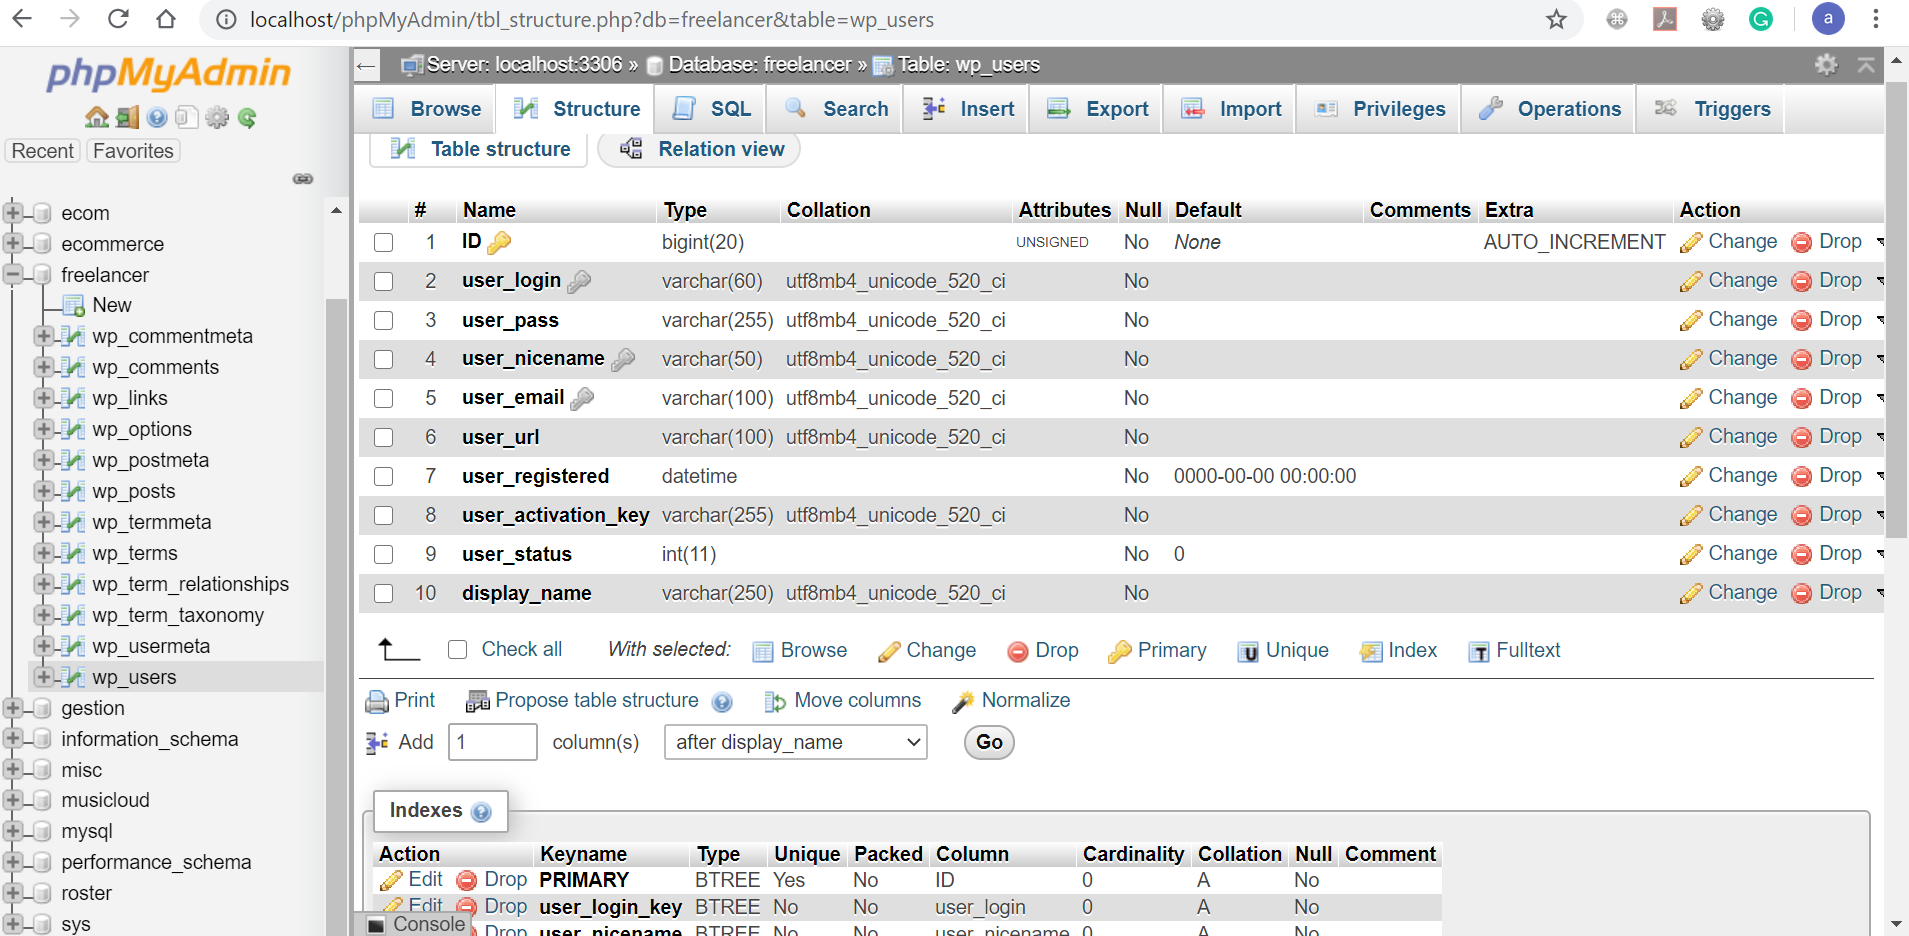 localhost/phpMyAdmin/tbl_structure.php?db=freelancer&table=wp_users
a
phpMyAdmin
Recent Favorites
ecom
ecommerce
freelancer
New
wp_commentmeta
wp_comments
wp_links
wp_options
wp_postmeta
wp_posts
wp_termmeta
wp_terms
wp_term_relationships
wp_term_taxonomy
wp_usermeta
wp_users
gestion
information_schema
misc
musicloud
mysql
performance_schema
roster
sys
Server: localhost:3306 » Database: freelancer » Table: wp_users
Browse Structure SQL Search Insert Export Import Privileges Operations Triggers
Table structure Relation view
# Name Type Collation Attributes Null Default Comments Extra Action
1 ID bigint(20) UNSIGNED No None AUTO_INCREMENT Change Drop
2 user_login varchar(60) utf8mb4_unicode_520_ci No Change Drop
3 user_pass varchar(255) utf8mb4_unicode_520_ci No Change Drop
4 user_nicename varchar(50) utf8mb4_unicode_520_ci No Change Drop
5 user_email varchar(100) utf8mb4_unicode_520_ci No Change Drop
6 user_url varchar(100) utf8mb4_unicode_520_ci No Change Drop
7 user_registered datetime No 0000-00-00 00:00:00 Change Drop
8 user_activation_key varchar(255) utf8mb4_unicode_520_ci No Change Drop
9 user_status int(11) No 0 Change Drop
10 display_name varchar(250) utf8mb4_unicode_520_ci No Change Drop
Check all With selected: Browse Change Drop Primary Unique Index Fulltext
Print Propose table structure Move columns Normalize
Add 1 column(s) after display_name Go
Indexes
Action Keyname Type Unique Packed Column Cardinality Collation Null Comment
Edit Drop PRIMARY BTREE Yes No ID 0 A No
Edit Drop user_login_key BTREE No No user_login 0 A No
Drop user_nicename BTREE No No user_nicename 0 A No
Console